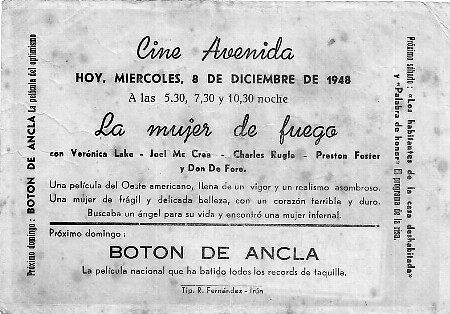 Cine Avenida
HOY, MIERCOLES, 8 DE DICIEMBRE DE 1948
A las 5.30, 7,30 y 10,30 noche
La mujer de fuego
con Verónica Lake - Joel Mc Crea - Charles Rugle - Preston Foster
y Don De Fore.
Una película del Oeste americano, llena de un vigor y un realismo asombroso.
Una mujer de frágil y delicada belleza, con un corazón terrible y duro.
Buscaba un ángel para su vida y encontró una mujer infernal.
Próximo domingo:
BOTON DE ANCLA
La película nacional que ha batido todos los records de taquilla.
Tip. R. Fernández - Irún
Próximo domingo: BOTON DE ANCLA La película del optimismo
Próximo sábado: «Los habitantes de la casa deshabitada»
y «Palabra de honor» El programa de la risa.